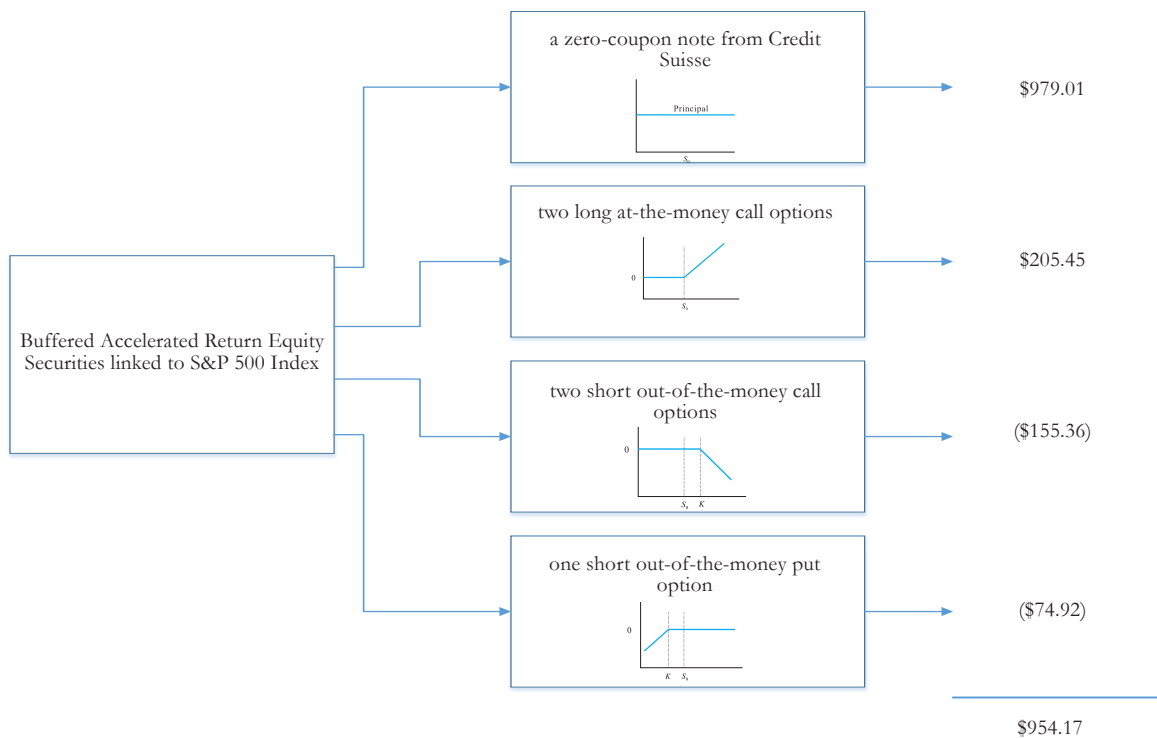 a zero-coupon note from Credit
Suisse
Principal
S₀
$979.01
two long at-the-money call options
0
S₀
$205.45
Buffered Accelerated Return Equity
Securities linked to S&P 500 Index
two short out-of-the-money call
options
0
S₀ K
($155.36)
one short out-of-the-money put
option
0
K S₀
($74.92)
$954.17